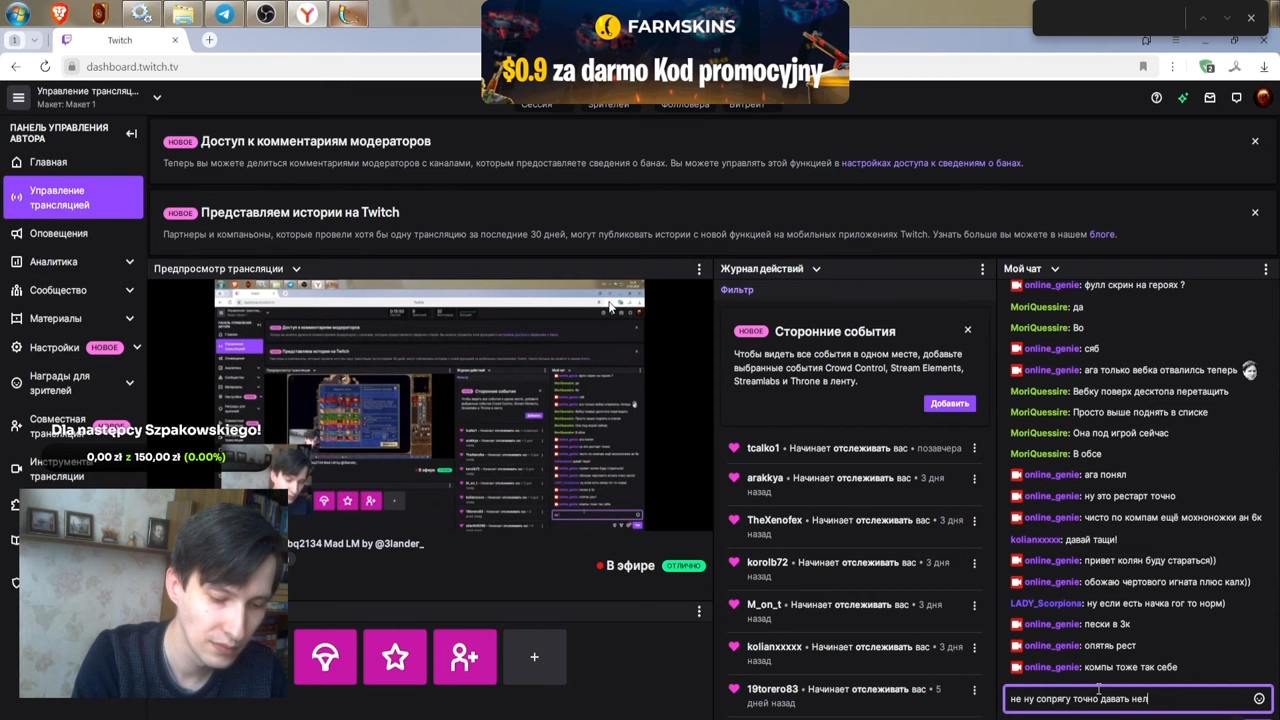 FARMSKINS
$0.9 za darmo Kod promocyjny
Twitch
dashboard.twitch.tv
2
Управление трансляц...
Макет: Макет 1
Сессия
Зрителей
Фолловера
Битрейт
ПАНЕЛЬ УПРАВЛЕНИЯ
АВТОРА
Главная
Управление
трансляцией
Оповещения
Аналитика
Сообщество
Материалы
Настройки НОВОЕ
Награды для
зрителей
Совместная
Dla następcy Szpakowskiego!
0,00 zł z 150,00 zł (0.00%)
Инструменты
трансляции
НОВОЕ Доступ к комментариям модераторов
Теперь вы можете делиться комментариями модераторов с каналами, которым предоставляете сведения о банах. Вы можете управлять этой функцией в настройках доступа к сведениям о банах.
НОВОЕ Представляем истории на Twitch
Партнеры и компаньоны, которые провели хотя бы одну трансляцию за последние 30 дней, могут публиковать истории с новой функцией на мобильных приложениях Twitch. Узнать больше вы можете в нашем блоге.
Предпросмотр трансляции
bq2134 Mad LM by @3lander_
В эфире ОТЛИЧНО
Журнал действий
Фильтр
НОВОЕ Сторонние события
Чтобы видеть все события в одном месте, добавьте
выбранные события Crowd Control, Stream Elements,
Streamlabs и Throne в ленту.
Добавить
tcalko1 • Начинает отслеживать вас • позавчера
arakkya • Начинает отслеживать вас • 3 дня
назад
TheXenofex • Начинает отслеживать вас • 3 дня
назад
korolb72 • Начинает отслеживать вас • 3 дня
назад
M_on_t • Начинает отслеживать вас • 3 дня
назад
kolianxxxxx • Начинает отслеживать вас • 3 дня
назад
19torero83 • Начинает отслеживать вас • 5
дней назад
Мой чат
online_genie: фулл скрин на героях ?
MoriQuessire: да
MoriQuessire: Во
online_genie: сяб
online_genie: ага только вебка отвалилсь теперь
MoriQuessire: Вебку поверх перетащить надо
MoriQuessire: Просто выше поднять в списке
MoriQuessire: Она под игрой сейчас
MoriQuessire: В обсе
online_genie: ага понял
online_genie: ну это рестарт точно
online_genie: чисто по компам еще и монохоноси ан 8к
kolianxxxxx: давай тащи!
online_genie: првет колян буду стараться))
online_genie: обожаю чертового игната плюс калх))
LADY_Scorpiona: ну если есть начка гог то норм)
online_genie: пески в 3к
online_genie: опятяь рест
online_genie: компы тоже так себе
не ну сопрягу точно давать нел